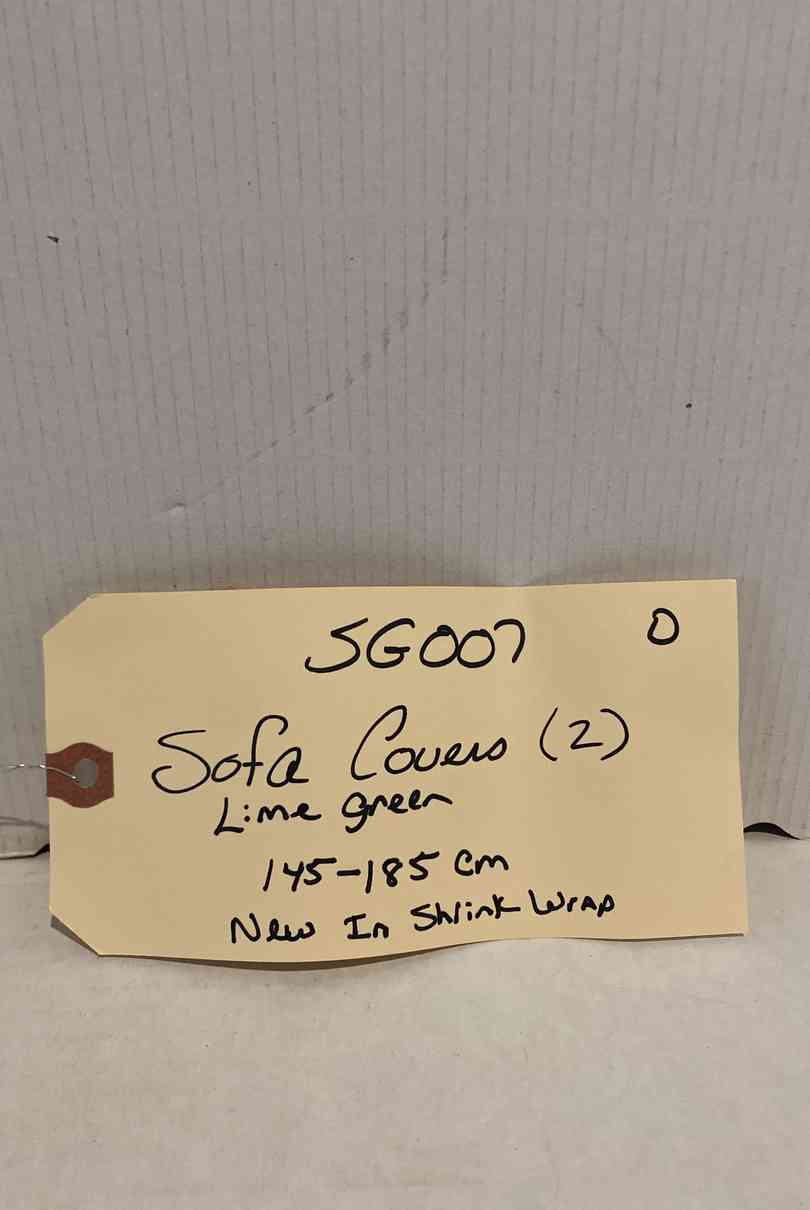 SG007 D
Sofa Covers (2)
Lime green
145-185 cm
New In Shrink Wrap